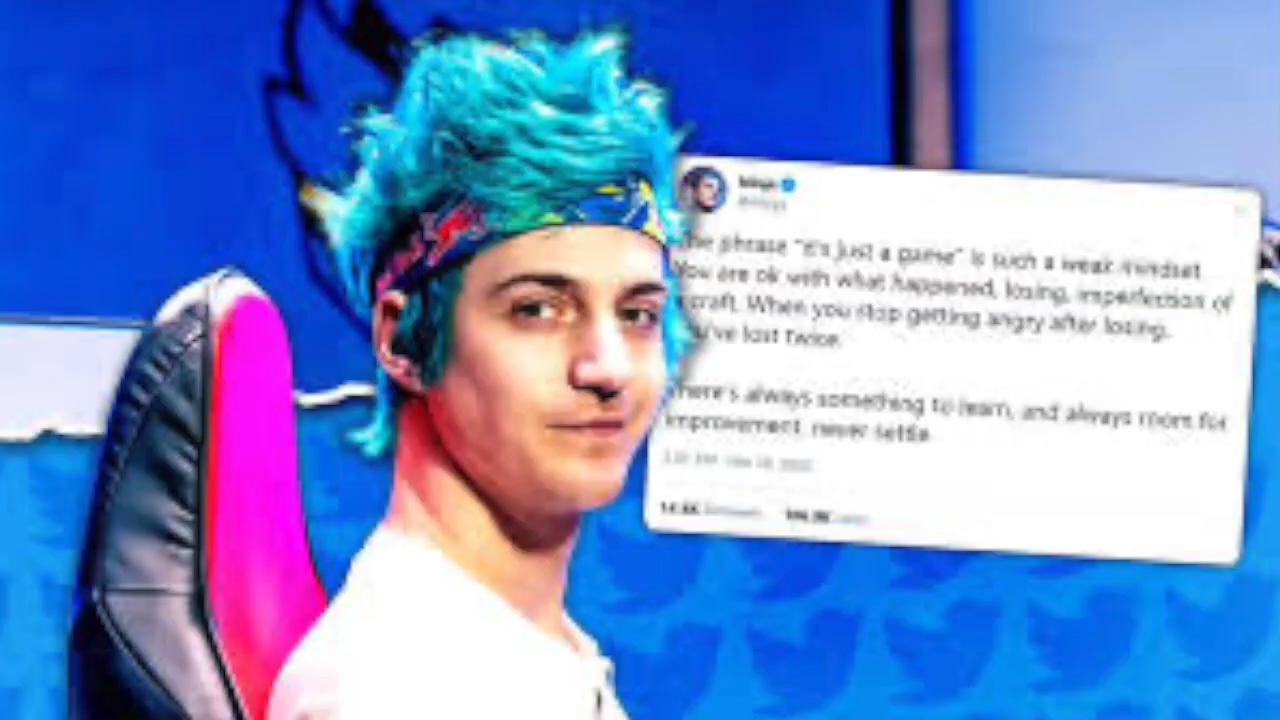 phrase "it's just a game" is such a weak mindset.
You are ok with what happened, losing, imperfection of
craft. When you stop getting angry after losing,
you've lost twice.
There's always something to learn, and always room for
improvement, never settle.